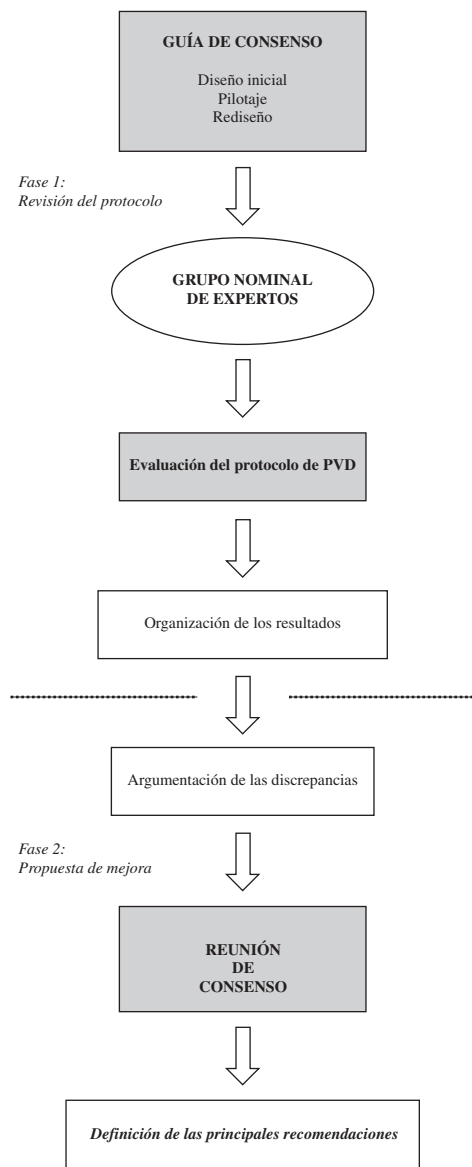 GUÍA DE CONSENSO
Diseño inicial
Pilotaje
Rediseño
Fase 1:
Revisión del protocolo
GRUPO NOMINAL
DE EXPERTOS
Evaluación del protocolo de PVD
Organización de los resultados
Argumentación de las discrepancias
Fase 2:
Propuesta de mejora
REUNIÓN
DE
CONSENSO
Definición de las principales recomendaciones